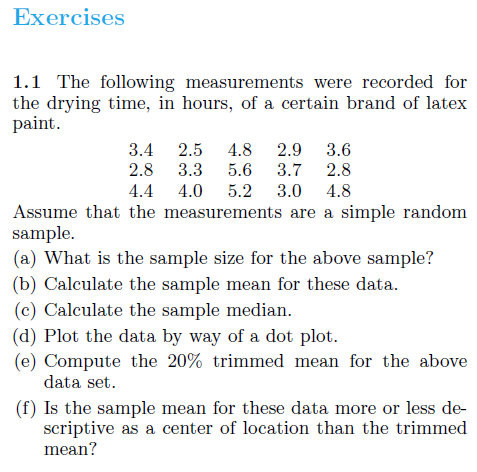 Exercises
1.1 The following measurements were recorded for
the drying time, in hours, of a certain brand of latex
paint.
3.4 2.5 4.8 2.9 3.6
2.8 3.3 5.6 3.7 2.8
4.4 4.0 5.2 3.0 4.8
Assume that the measurements are a simple random
sample.
(a) What is the sample size for the above sample?
(b) Calculate the sample mean for these data.
(c) Calculate the sample median.
(d) Plot the data by way of a dot plot.
(e) Compute the 20% trimmed mean for the above
data set.
(f) Is the sample mean for these data more or less de-
scriptive as a center of location than the trimmed
mean?